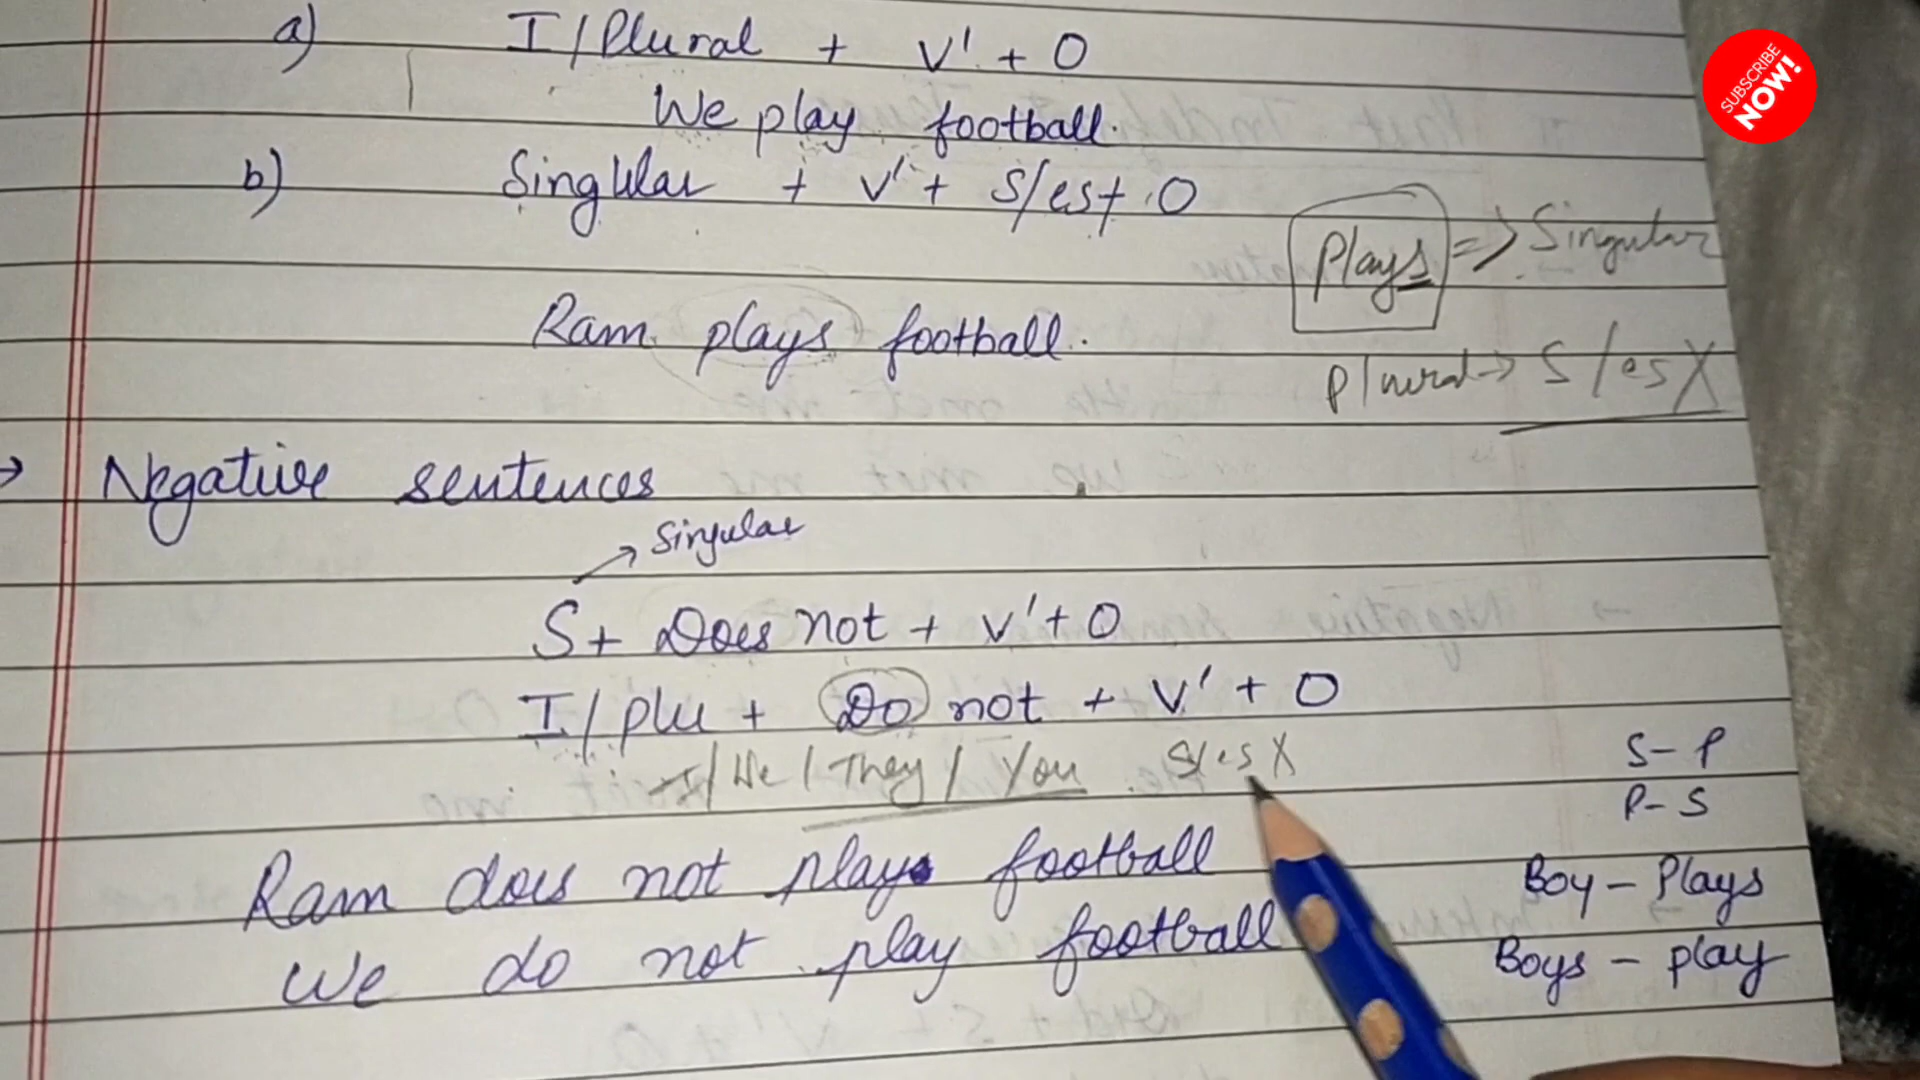 a) I/Plural + V' + O
We play football.
b) Singular + V' + S/es + O
Plays => Singular
Ram plays football.
Plural -> S/es X
→ Negative sentences
Singular
S + Does not + V' + O
I/plu + Do not + V' + O
I/We/They/You S/es X
S - P
P - S
Ram does not play football
Boy - Plays
We do not play football
Boys - play
SUBSCRIBE
NOW!